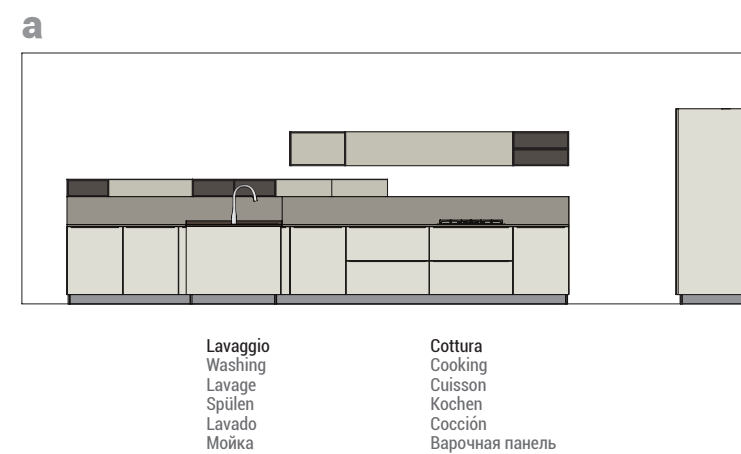 a
Lavaggio
Washing
Lavage
Spülen
Lavado
Мойка
Cottura
Cooking
Cuisson
Kochen
Cocción
Варочная панель